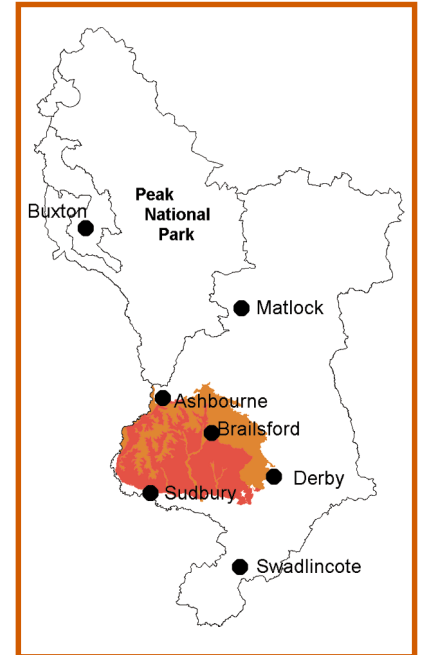 Peak
National
Park
Buxton
Matlock
Ashbourne
Brailsford
Derby
Sudbury
Swadlincote